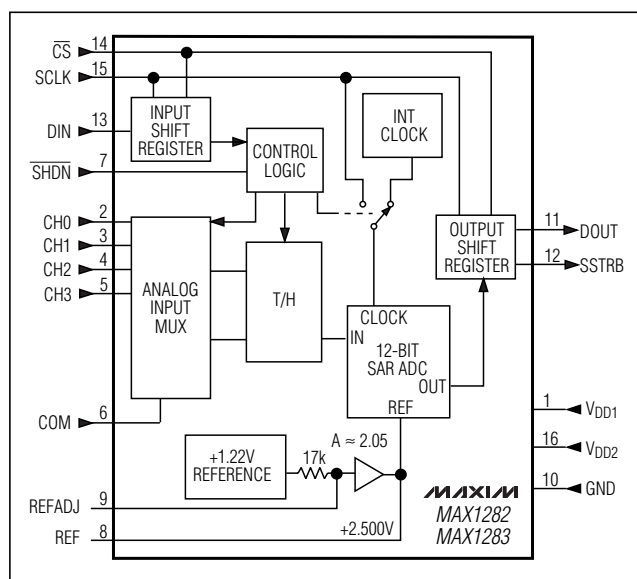 CS 14
SCLK 15
DIN 13
SHDN 7
CH0 2
CH1 3
CH2 4
CH3 5
COM 6
REFADJ 9
REF 8
INPUT
SHIFT
REGISTER
CONTROL
LOGIC
INT
CLOCK
ANALOG
INPUT
MUX
T/H
CLOCK
IN
12-BIT
SAR ADC
OUT
REF
OUTPUT
SHIFT
REGISTER
11 DOUT
12 SSTRB
+1.22V
REFERENCE
17k
A ≈ 2.05
+2.500V
1 VDD1
16 VDD2
10 GND
MAXIM
MAX1282
MAX1283